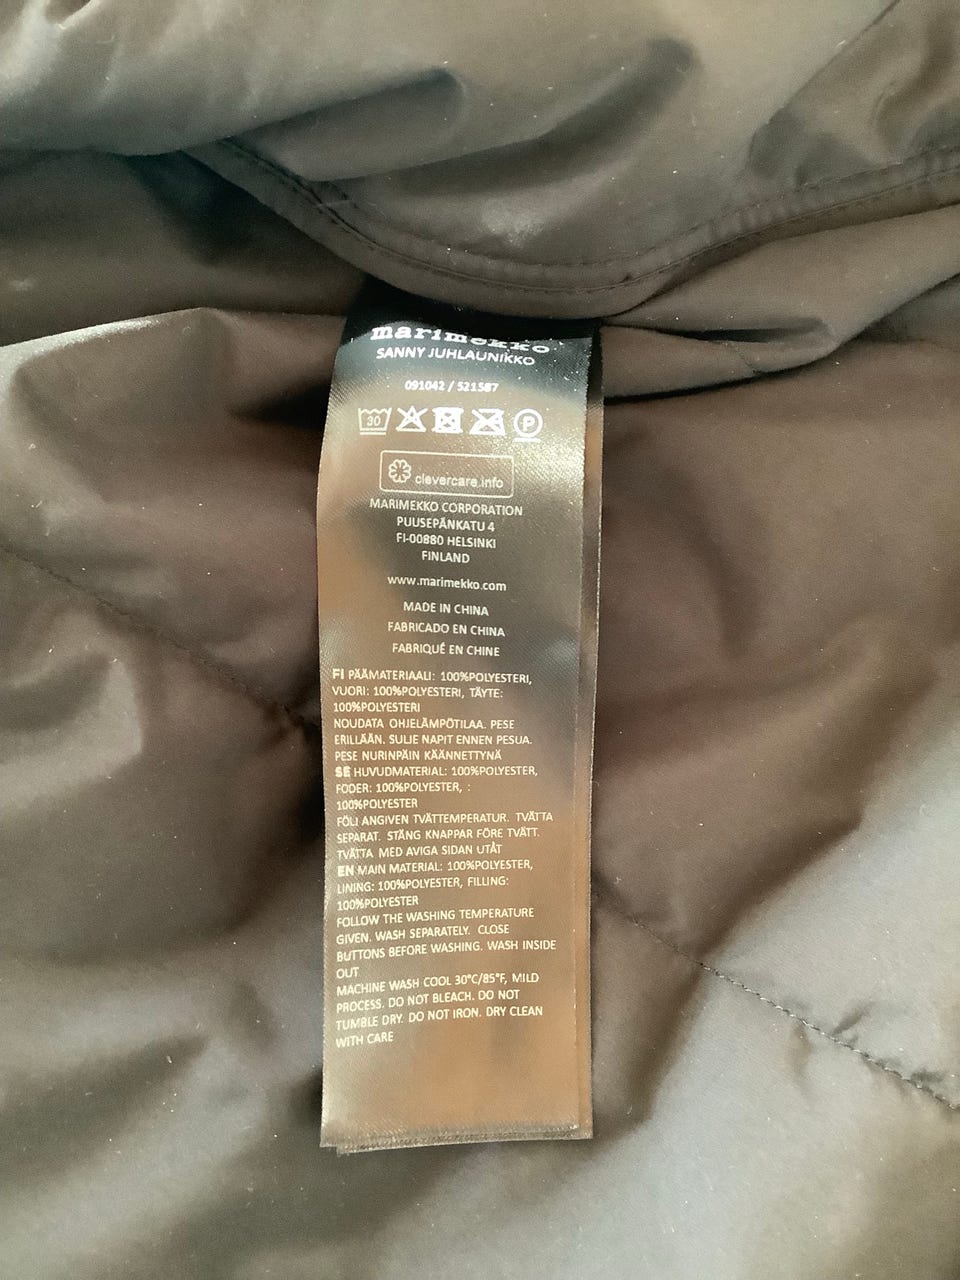 marimekko
SANNY JUHLAUNIKKO
091042 / 521587
30 P
clevercare.info
MARIMEKKO CORPORATION
PUUSEPÄNKATU 4
FI-00880 HELSINKI
FINLAND
www.marimekko.com
MADE IN CHINA
FABRICADO EN CHINA
FABRIQUÉ EN CHINE
FI PÄÄMATERIAALI: 100%POLYESTERI,
VUORI: 100%POLYESTERI, TÄYTE:
100%POLYESTERI
NOUDATA OHJELÄMPÖTILAA. PESE
ERILLÄÄN. SULJE NAPIT ENNEN PESUA.
PESE NURINPÄIN KÄÄNNETTYNÄ
SE HUVUDMATERIAL: 100%POLYESTER,
FODER: 100%POLYESTER, :
100%POLYESTER
FÖLJ ANGIVEN TVÄTTEMPERATUR. TVÄTTA
SEPARAT. STÄNG KNAPPAR FÖRE TVÄTT.
TVÄTTA MED AVIGA SIDAN UTÅT
EN MAIN MATERIAL: 100%POLYESTER,
LINING: 100%POLYESTER, FILLING:
100%POLYESTER
FOLLOW THE WASHING TEMPERATURE
GIVEN. WASH SEPARATELY. CLOSE
BUTTONS BEFORE WASHING. WASH INSIDE
OUT
MACHINE WASH COOL 30°C/85°F, MILD
PROCESS. DO NOT BLEACH. DO NOT
TUMBLE DRY. DO NOT IRON. DRY CLEAN
WITH CARE